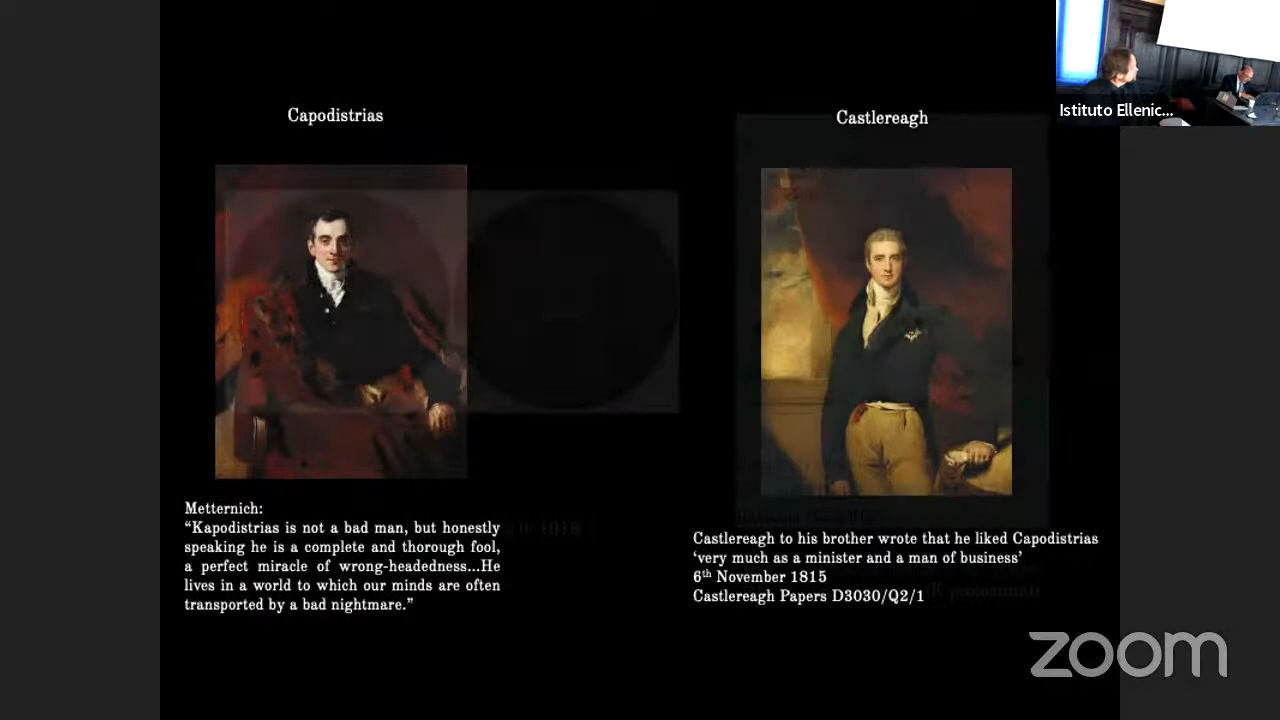 Capodistrias
Castlereagh
Istituto Ellenic...
Metternich:
“Kapodistrias is not a bad man, but honestly
speaking he is a complete and thorough fool,
a perfect miracle of wrong-headedness...He
lives in a world to which our minds are often
transported by a bad nightmare.”
Castlereagh to his brother wrote that he liked Capodistrias
‘very much as a minister and a man of business’
6th November 1815
Castlereagh Papers D3030/Q2/1
zoom